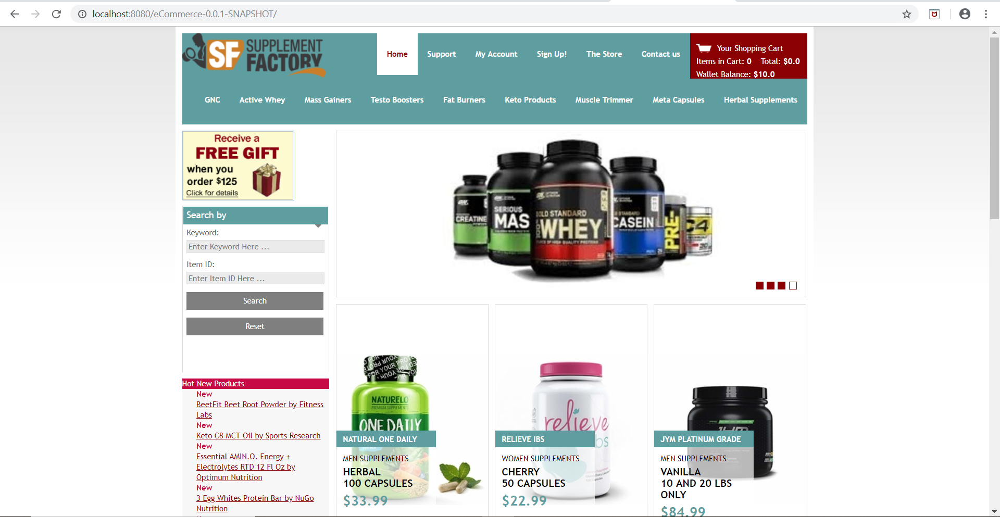 localhost:8080/eCommerce-0.0.1-SNAPSHOT/
SF SUPPLEMENT
FACTORY
Home
Support
My Account
Sign Up!
The Store
Contact us
Your Shopping Cart
Items in Cart: 0 Total: $0.0
Wallet Balance: $10.0
GNC
Active Whey
Mass Gainers
Testo Boosters
Fat Burners
Keto Products
Muscle Trimmer
Meta Capsules
Herbal Supplements
Receive a
FREE GIFT
when you
order $125
Click for details
Search by
Keyword:
Enter Keyword Here ...
Item ID:
Enter Item ID Here ...
Search
Reset
Hot New Products
New
BeetFit Beet Root Powder by Fitness
Labs
New
Keto C8 MCT Oil by Sports Research
New
Essential AMIN.O. Energy +
Electrolytes RTD 12 Fl Oz by
Optimum Nutrition
New
3 Egg Whites Protein Bar by NuGo
Nutrition
CREATINE
SERIOUS
MAS
GOLD STANDARD
WHEY
CASEIN
PRE-
C4
NATURELO
PREMIUM SUPPLEMENTS
ONE DAILY
NATURAL ONE DAILY
MEN SUPPLEMENTS
HERBAL
100 CAPSULES
$33.99
relieve
bs
RELIEVE IBS
WOMEN SUPPLEMENTS
CHERRY
50 CAPSULES
$22.99
JYM PLATINUM GRADE
MEN SUPPLEMENTS
VANILLA
10 AND 20 LBS
ONLY
$84.99